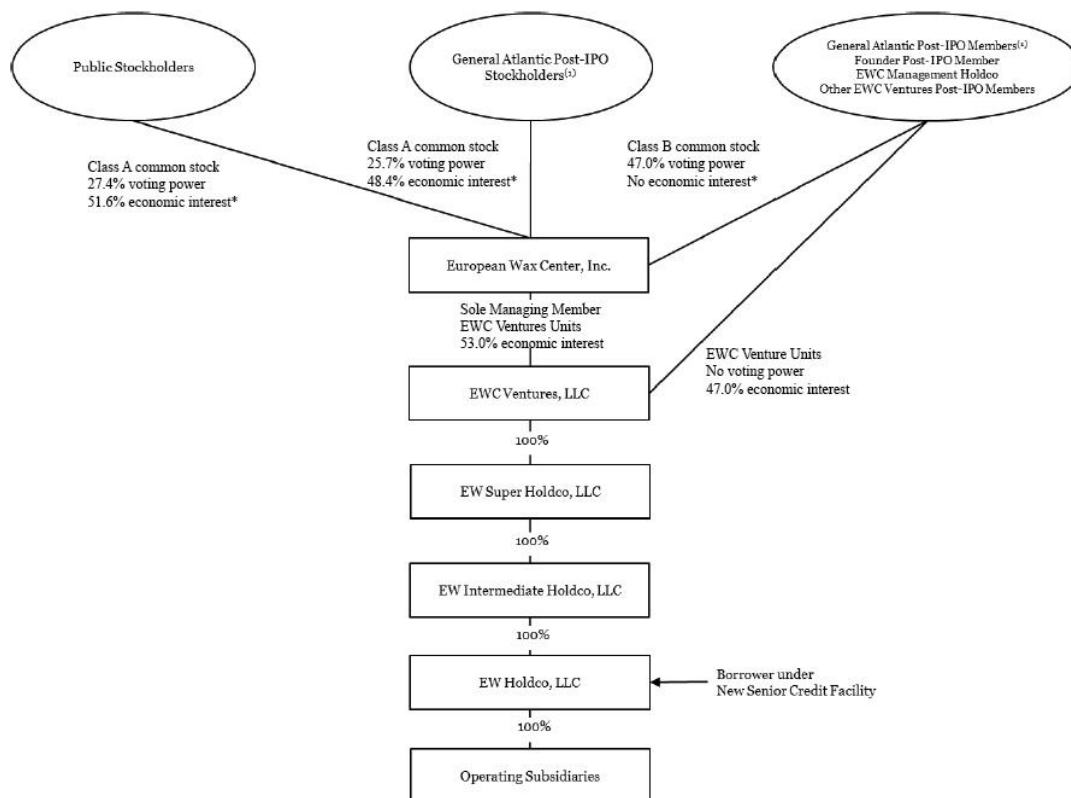 Public Stockholders
General Atlantic Post-IPO
Stockholders(1)
General Atlantic Post-IPO Members(1)
Founder Post-IPO Member
EWC Management Holdco
Other EWC Ventures Post-IPO Members
Class A common stock
27.4% voting power
51.6% economic interest*
Class A common stock
25.7% voting power
48.4% economic interest*
Class B common stock
47.0% voting power
No economic interest*
European Wax Center, Inc.
Sole Managing Member
EWC Ventures Units
53.0% economic interest
EWC Venture Units
No voting power
47.0% economic interest
EWC Ventures, LLC
100%
EW Super Holdco, LLC
100%
EW Intermediate Holdco, LLC
100%
EW Holdco, LLC
Borrower under
New Senior Credit Facility
100%
Operating Subsidiaries